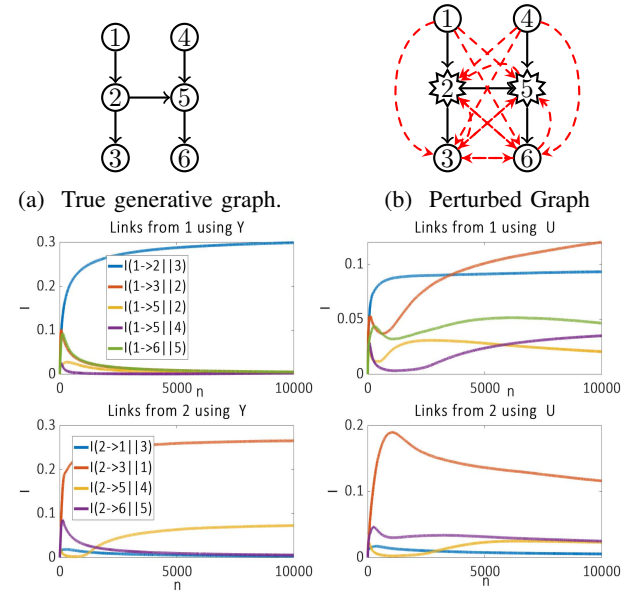 1 4
2 5
3 6
1 4
2 5
3 6
(a) True generative graph.
(b) Perturbed Graph
Links from 1 using Y
0.3
0.2
0.1
0
I
I(1->2||3)
I(1->3||2)
I(1->5||2)
I(1->5||4)
I(1->6||5)
0 5000 10000
n
Links from 1 using U
0.1
0.05
0
I
0 5000 10000
n
Links from 2 using Y
0.3
0.2
0.1
0
I
I(2->1||3)
I(2->3||1)
I(2->5||4)
I(2->6||5)
0 5000 10000
n
Links from 2 using U
0.2
0.1
0
I
0 5000 10000
n